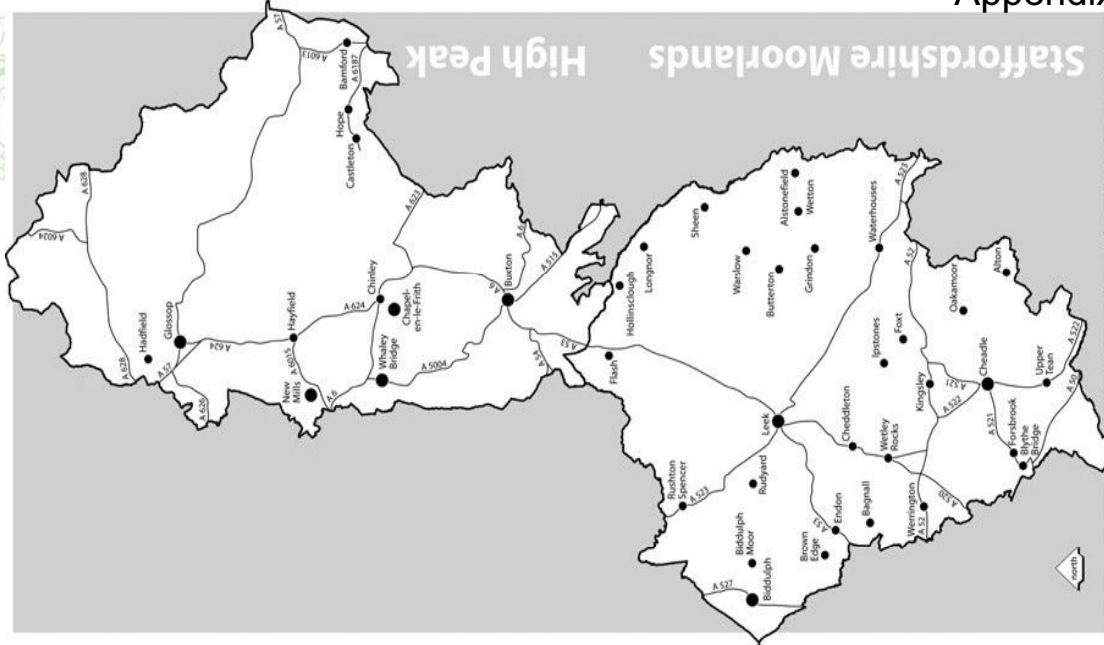 Appendix
Staffordshire Moorlands
High Peak
A 57
A 6013
Bamford
A 6187
Hope
Castleton
A 628
A 6024
A 623
Hadfield
Glossop
A 628
A 57
A 624
A 626
Hayfield
A 624
A 6015
New
Mills
A 6
Chinley
Chapel-
en-le-Frith
Whaley
Bridge
A 5004
A 6
Buxton
A 6
A 515
A 53
A 54
Flash
Hollinsclough
Longnor
Sheen
Warslow
Butterton
Alstonefield
Wetton
Grindon
Waterhouses
A 523
A 52
Alton
Oakamoor
Foxt
Ipstones
Kingsley
A 521
A 522
Cheadle
Upper
Tean
A 522
A 50
A 521
Forsbrook
Blythe
Bridge
Leek
Cheddleton
Wetley
Rocks
A 520
Werrington
A 52
Bagnall
Endon
A 53
Brown
Edge
Rudyard
Rushton
Spencer
A 523
Biddulph
Moor
Biddulph
A 527
north